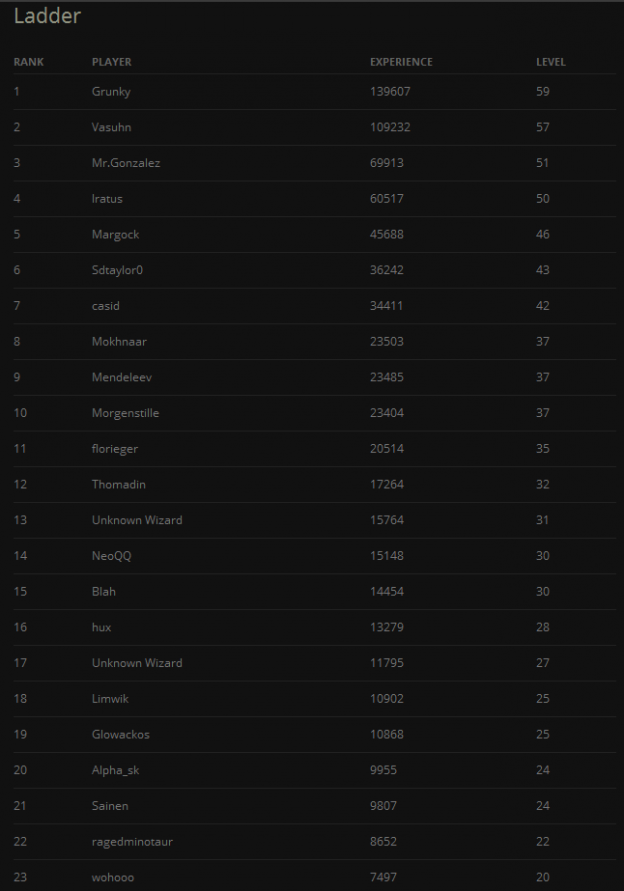 Ladder
RANK PLAYER EXPERIENCE LEVEL
1 Grunky 139607 59
2 Vasuhn 109232 57
3 Mr.Gonzalez 69913 51
4 Iratus 60517 50
5 Margock 45688 46
6 Sdtaylor0 36242 43
7 casid 34411 42
8 Mokhnaar 23503 37
9 Mendeleev 23485 37
10 Morgenstille 23404 37
11 florieger 20514 35
12 Thomadin 17264 32
13 Unknown Wizard 15764 31
14 NeoQQ 15148 30
15 Blah 14454 30
16 hux 13279 28
17 Unknown Wizard 11795 27
18 Limwik 10902 25
19 Glowackos 10868 25
20 Alpha_sk 9955 24
21 Sainen 9807 24
22 ragedminotaur 8652 22
23 wohooo 7497 20